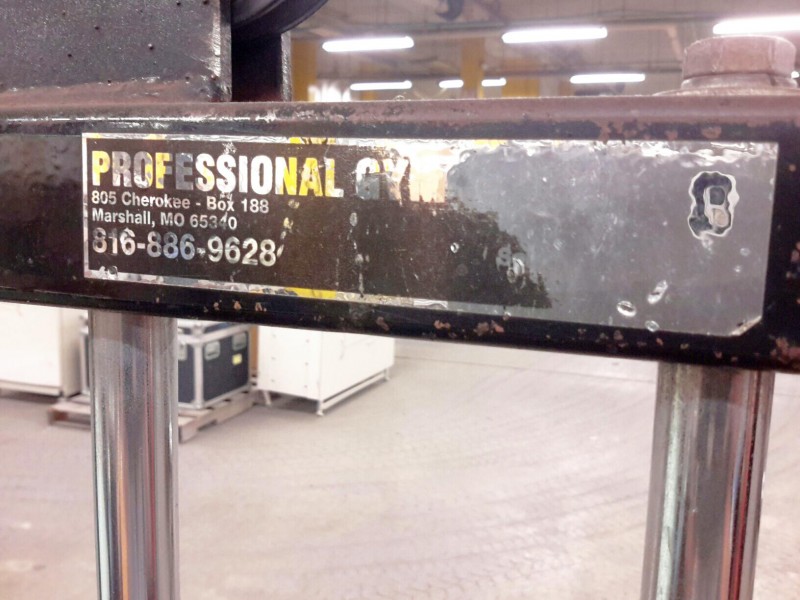 PROFESSIONAL GYM
805 Cherokee - Box 188
Marshall, MO 65340
816-886-9628